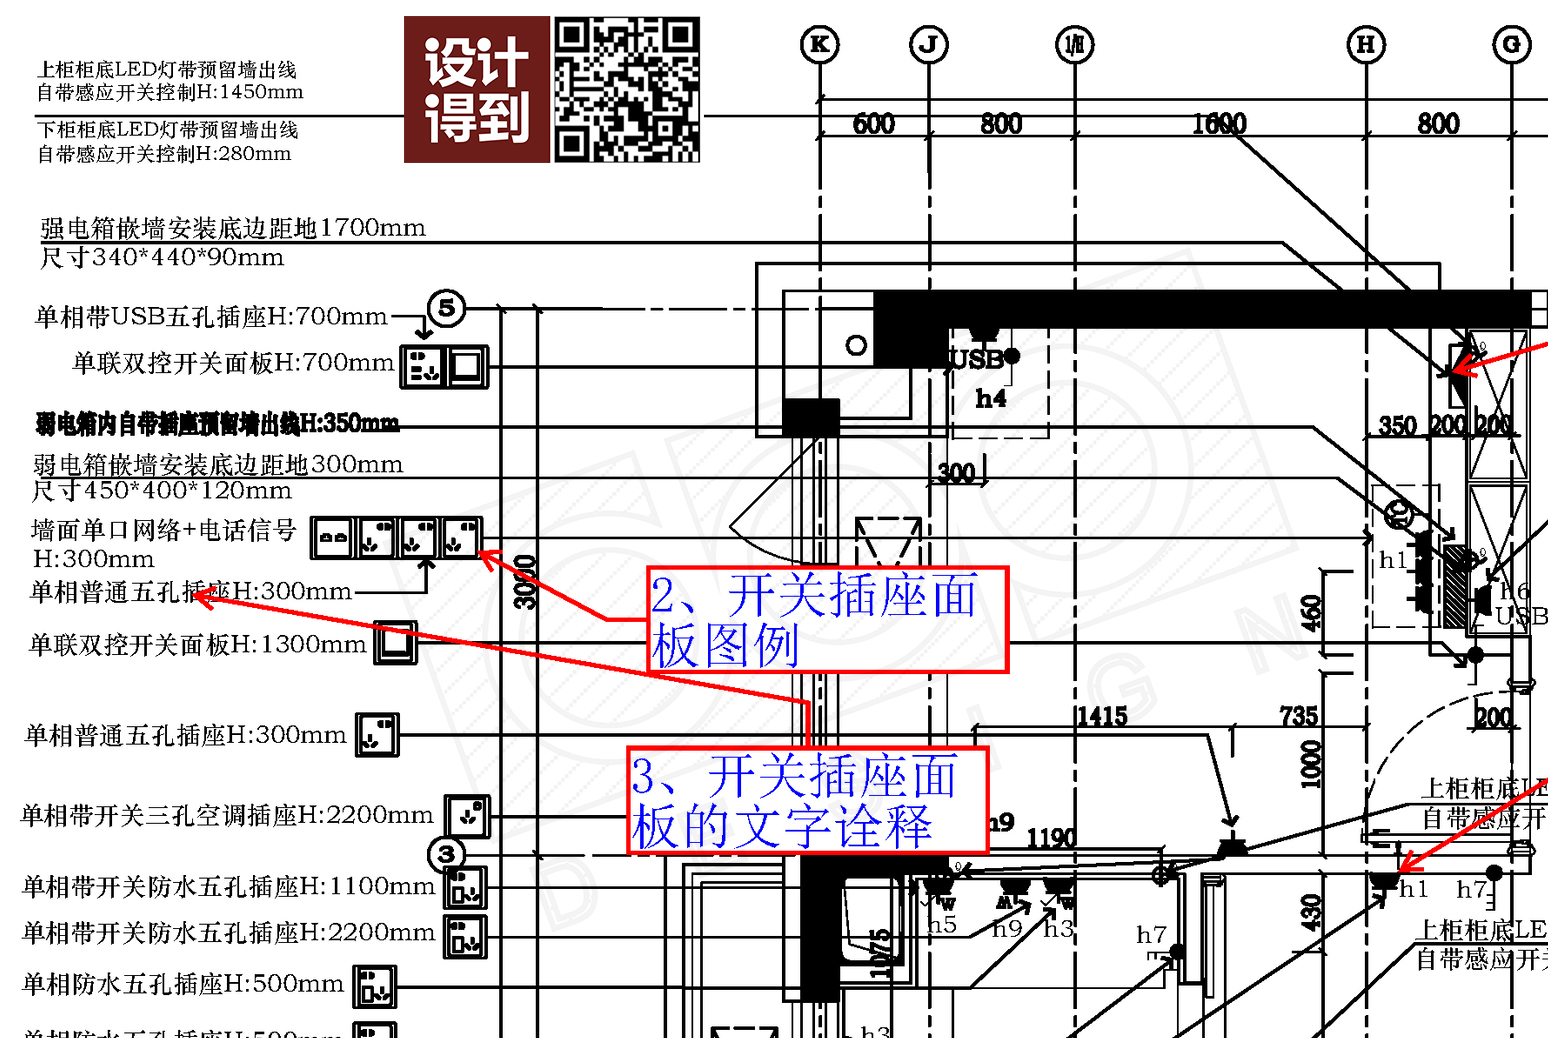 设计
得到
K
J
1/H
H
G
上柜柜底LED灯带预留墙出线
自带感应开关控制H:1450mm
下柜柜底LED灯带预留墙出线
自带感应开关控制H:280mm
600
800
1600
800
强电箱嵌墙安装底边距地1700mm
尺寸340*440*90mm
单相带USB五孔插座H:700mm
5
单联双控开关面板H:700mm
USB
h4
弱电箱内自带插座预留墙出线H:350mm
350
200
200
弱电箱嵌墙安装底边距地300mm
尺寸450*400*120mm
300
墙面单口网络+电话信号
H:300mm
单相普通五孔插座H:300mm
3000
h1
h6
USB
460
2、开关插座面
板图例
单联双控开关面板H:1300mm
单相普通五孔插座H:300mm
1415
735
200
1000
3、开关插座面
板的文字诠释
单相带开关三孔空调插座H:2200mm
上柜柜底LE
自带感应开
h9
1190
3
单相带开关防水五孔插座H:1100mm
h5
h9
h3
h1
h7
430
单相带开关防水五孔插座H:2200mm
h7
上柜柜底LE
自带感应开关
1075
单相防水五孔插座H:500mm
单相防水五孔插座H:500mm
h3
D
I
G
N